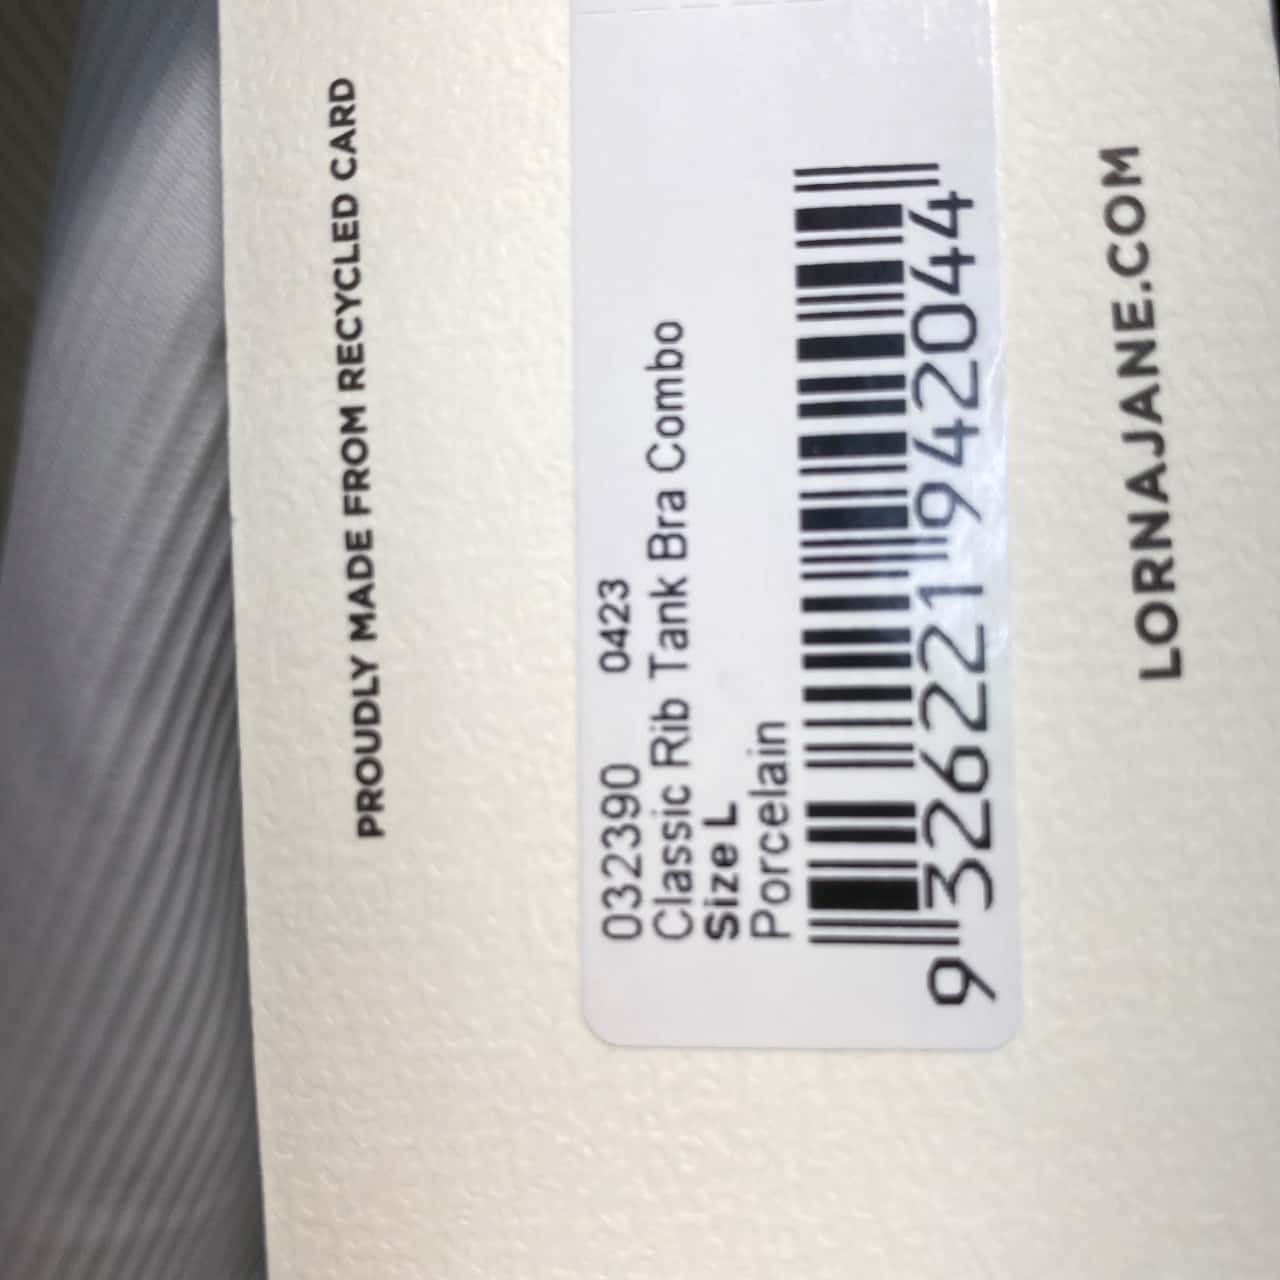 PROUDLY MADE FROM RECYCLED CARD
032390 0423
Classic Rib Tank Bra Combo
Size L
Porcelain
9 326221 942044
LORNAJANE.COM